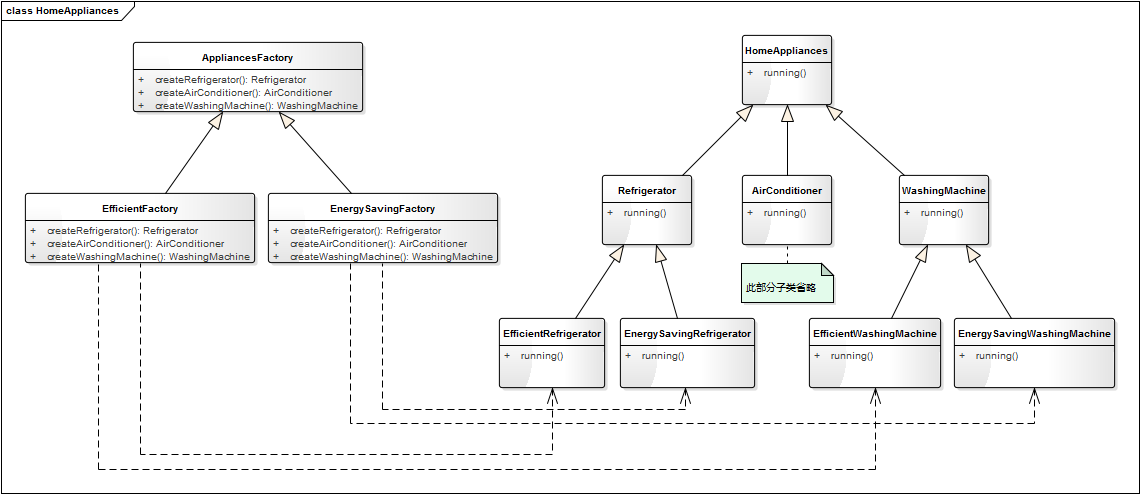 class HomeAppliances
AppliancesFactory
+ createRefrigerator(): Refrigerator
+ createAirConditioner(): AirConditioner
+ createWashingMachine(): WashingMachine
HomeAppliances
+ running()
EfficientFactory
+ createRefrigerator(): Refrigerator
+ createAirConditioner(): AirConditioner
+ createWashingMachine(): WashingMachine
EnergySavingFactory
+ createRefrigerator(): Refrigerator
+ createAirConditioner(): AirConditioner
+ createWashingMachine(): WashingMachine
Refrigerator
+ running()
AirConditioner
+ running()
WashingMachine
+ running()
此部分子类省略
EfficientRefrigerator
+ running()
EnergySavingRefrigerator
+ running()
EfficientWashingMachine
+ running()
EnergySavingWashingMachine
+ running()